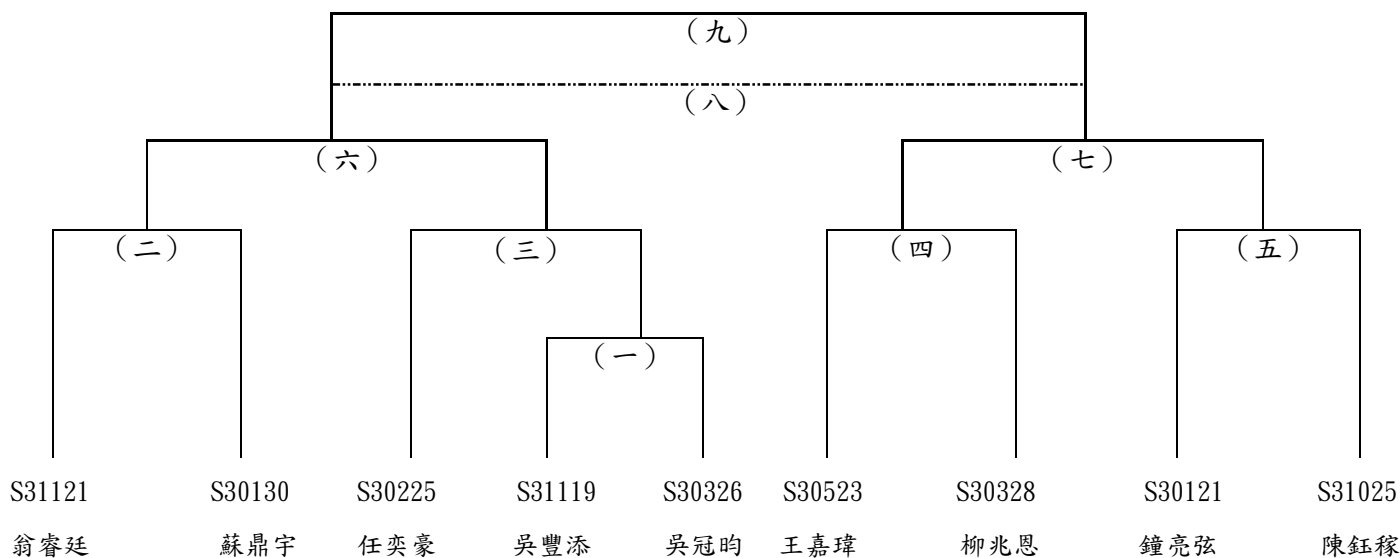 (九)
(八)
(六) (七)
(二) (三) (四) (五)
(一)
S31121 S30130 S30225 S31119 S30326 S30523 S30328 S30121 S31025
翁睿廷 蘇鼎宇 任奕豪 吳豐添 吳冠昀 王嘉瑋 柳兆恩 鐘亮弦 陳鈺稼